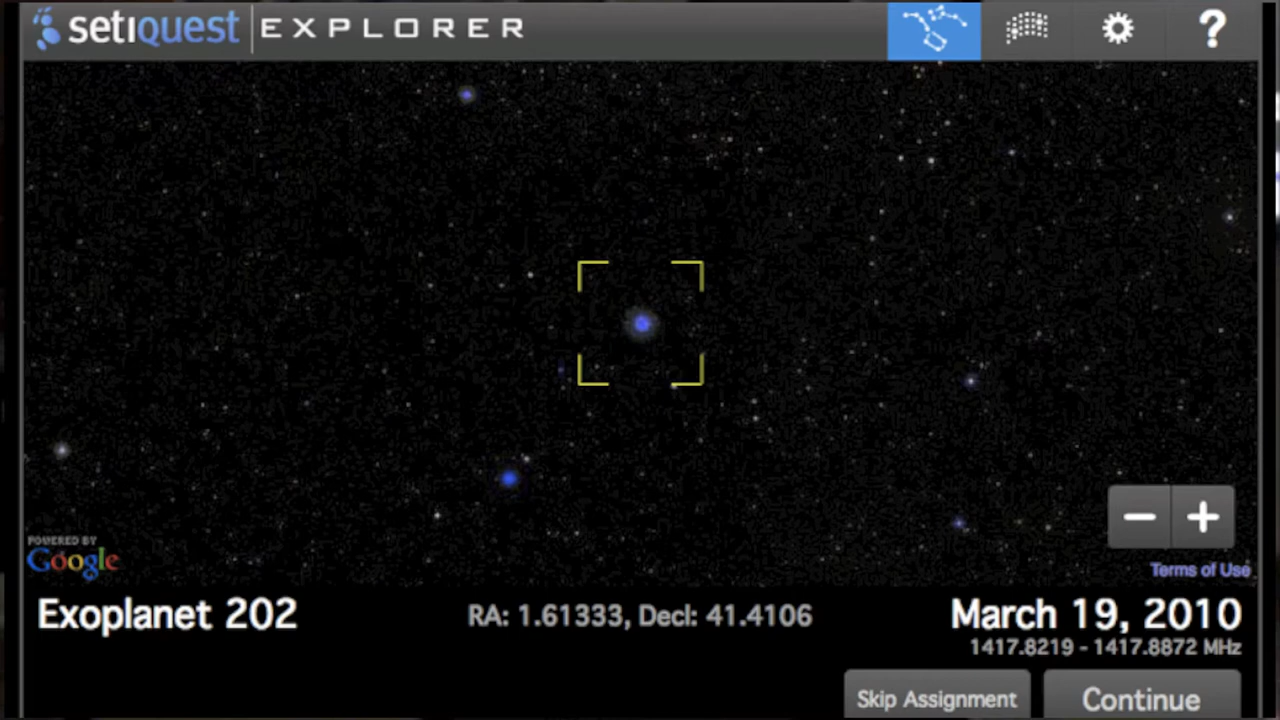 setiquest EXPLORER ?
POWERED BY
Google
Terms of Use
Exoplanet 202
RA: 1.61333, Decl: 41.4106
March 19, 2010
1417.8219 - 1417.8872 MHz
Skip Assignment
Continue